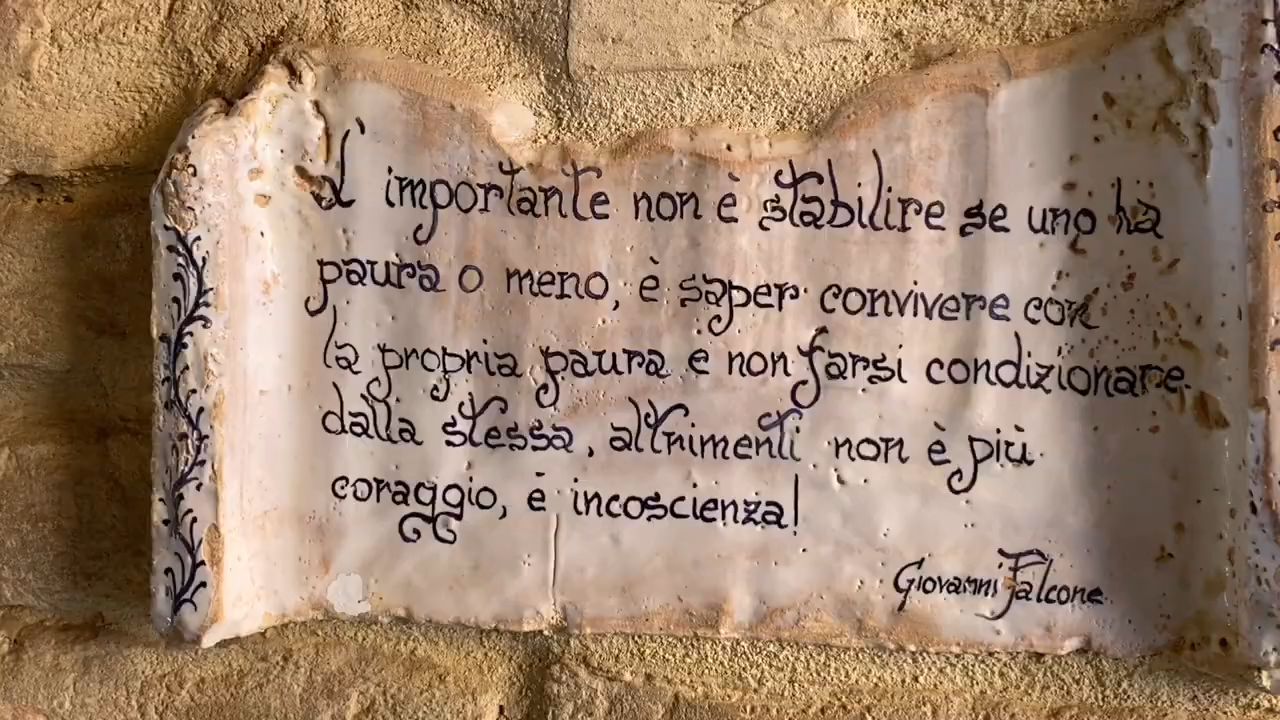 L'importante non è stabilire se uno ha
paura o meno, è saper convivere con
la propria paura e non farsi condizionare
dalla stessa, altrimenti non è più
coraggio, è incoscienza!
Giovanni Falcone